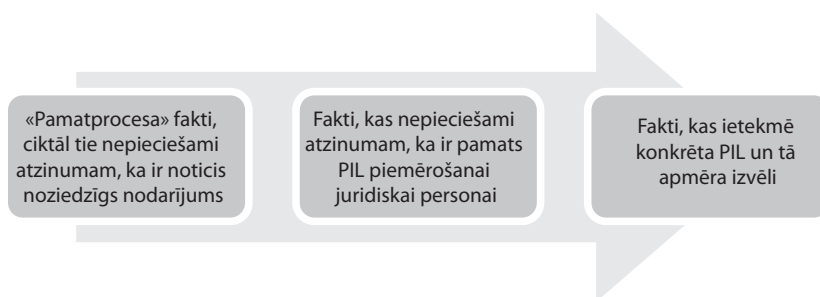 «Pamatprocesa» fakti,
ciktāl tie nepieciešami
atzinumam, ka ir noticis
noziedzīgs nodarījums
Fakti, kas nepieciešami
atzinumam, ka ir pamats
PIL piemērošanai
juridiskai personai
Fakti, kas ietekmē
konkrēta PIL un tā
apmēra izvēli